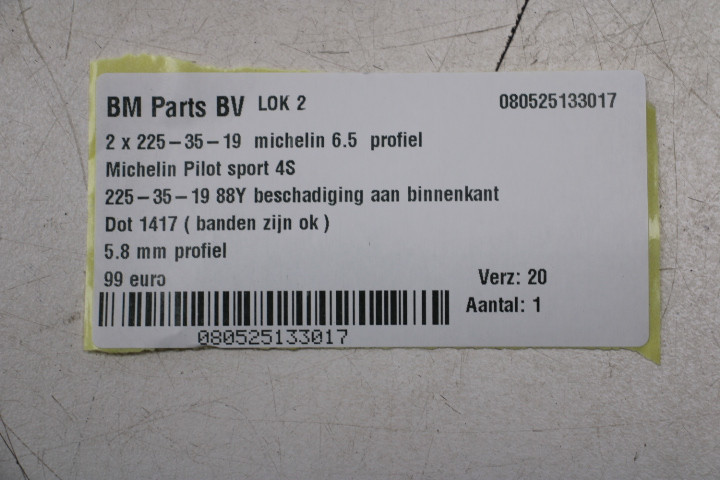 BM Parts BV LOK 2 080525133017
2 x 225-35-19 michelin 6.5 profiel
Michelin Pilot sport 4S
225-35-19 88Y beschadiging aan binnenkant
Dot 1417 ( banden zijn ok )
5.8 mm profiel
99 euro Verz: 20
Aantal: 1
080525133017